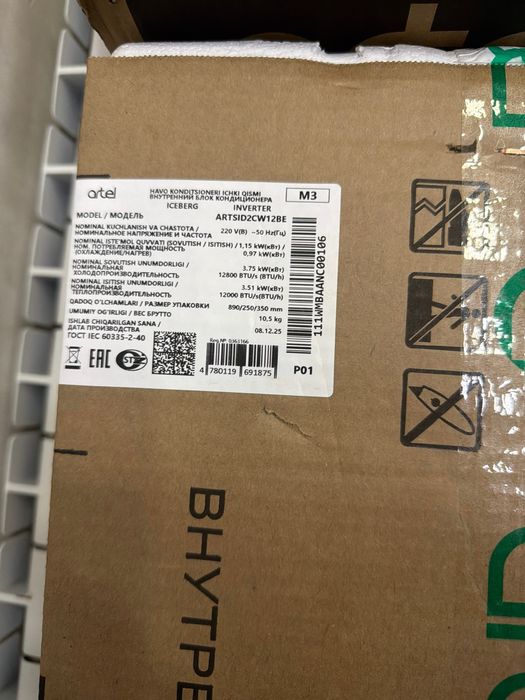 artel
HAVO KONDITSIONERI ICHKI QISMI
ВНУТРЕННИЙ БЛОК КОНДИЦИОНЕРА
M3
ICEBERG INVERTER
MODEL / МОДЕЛЬ ARTSID2CW12BE
NOMINAL KUCHLANISH VA CHASTOTA / 220 V(В) ~50 Hz(Гц)
НОМИНАЛЬНОЕ НАПРЯЖЕНИЕ И ЧАСТОТА
NOMINAL ISTE'MOL QUVVATI (SOVUTISH / ISITISH) / 1,15 kW(кВт) /
НОМ. ПОТРЕБЛЯЕМАЯ МОЩНОСТЬ 0,97 kW(кВт)
(ОХЛАЖДЕНИЕ/НАГРЕВ)
NOMINAL SOVUTISH UNUMDORLIGI / 3.75 kW(кВт)
НОМИНАЛЬНАЯ
ХОЛОДОПРОИЗВОДИТЕЛЬНОСТЬ 12800 BTU/s (BTU/h)
NOMINAL ISITISH UNUMDORLIGI / 3.51 kW(кВт)
НОМИНАЛЬНАЯ
ТЕПЛОПРОИЗВОДИТЕЛЬНОСТЬ 12000 BTU/s(BTU/h)
QADOQ O'LCHAMLARI / РАЗМЕР УПАКОВКИ 890/250/350 mm
UMUMIY OG'IRLIGI / ВЕС БРУТТО 10,5 kg
ISHLAB CHIQARILGAN SANA / 08.12.25
ДАТА ПРОИЗВОДСТВА
ГОСТ IEC 60335-2-40
111WMBAANC00106
EAC
Reg.№ 0363166
4 780119 691875
P01
ВНУТРЕ